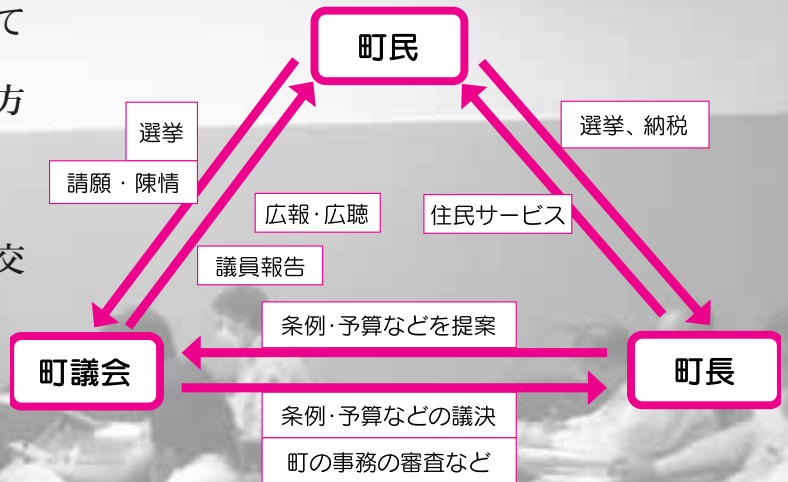 て
方
交
町民
選挙
請願・陳情
選挙、納税
広報・広聴
住民サービス
議員報告
条例・予算などを提案
町議会
町長
条例・予算などの議決
町の事務の審査など